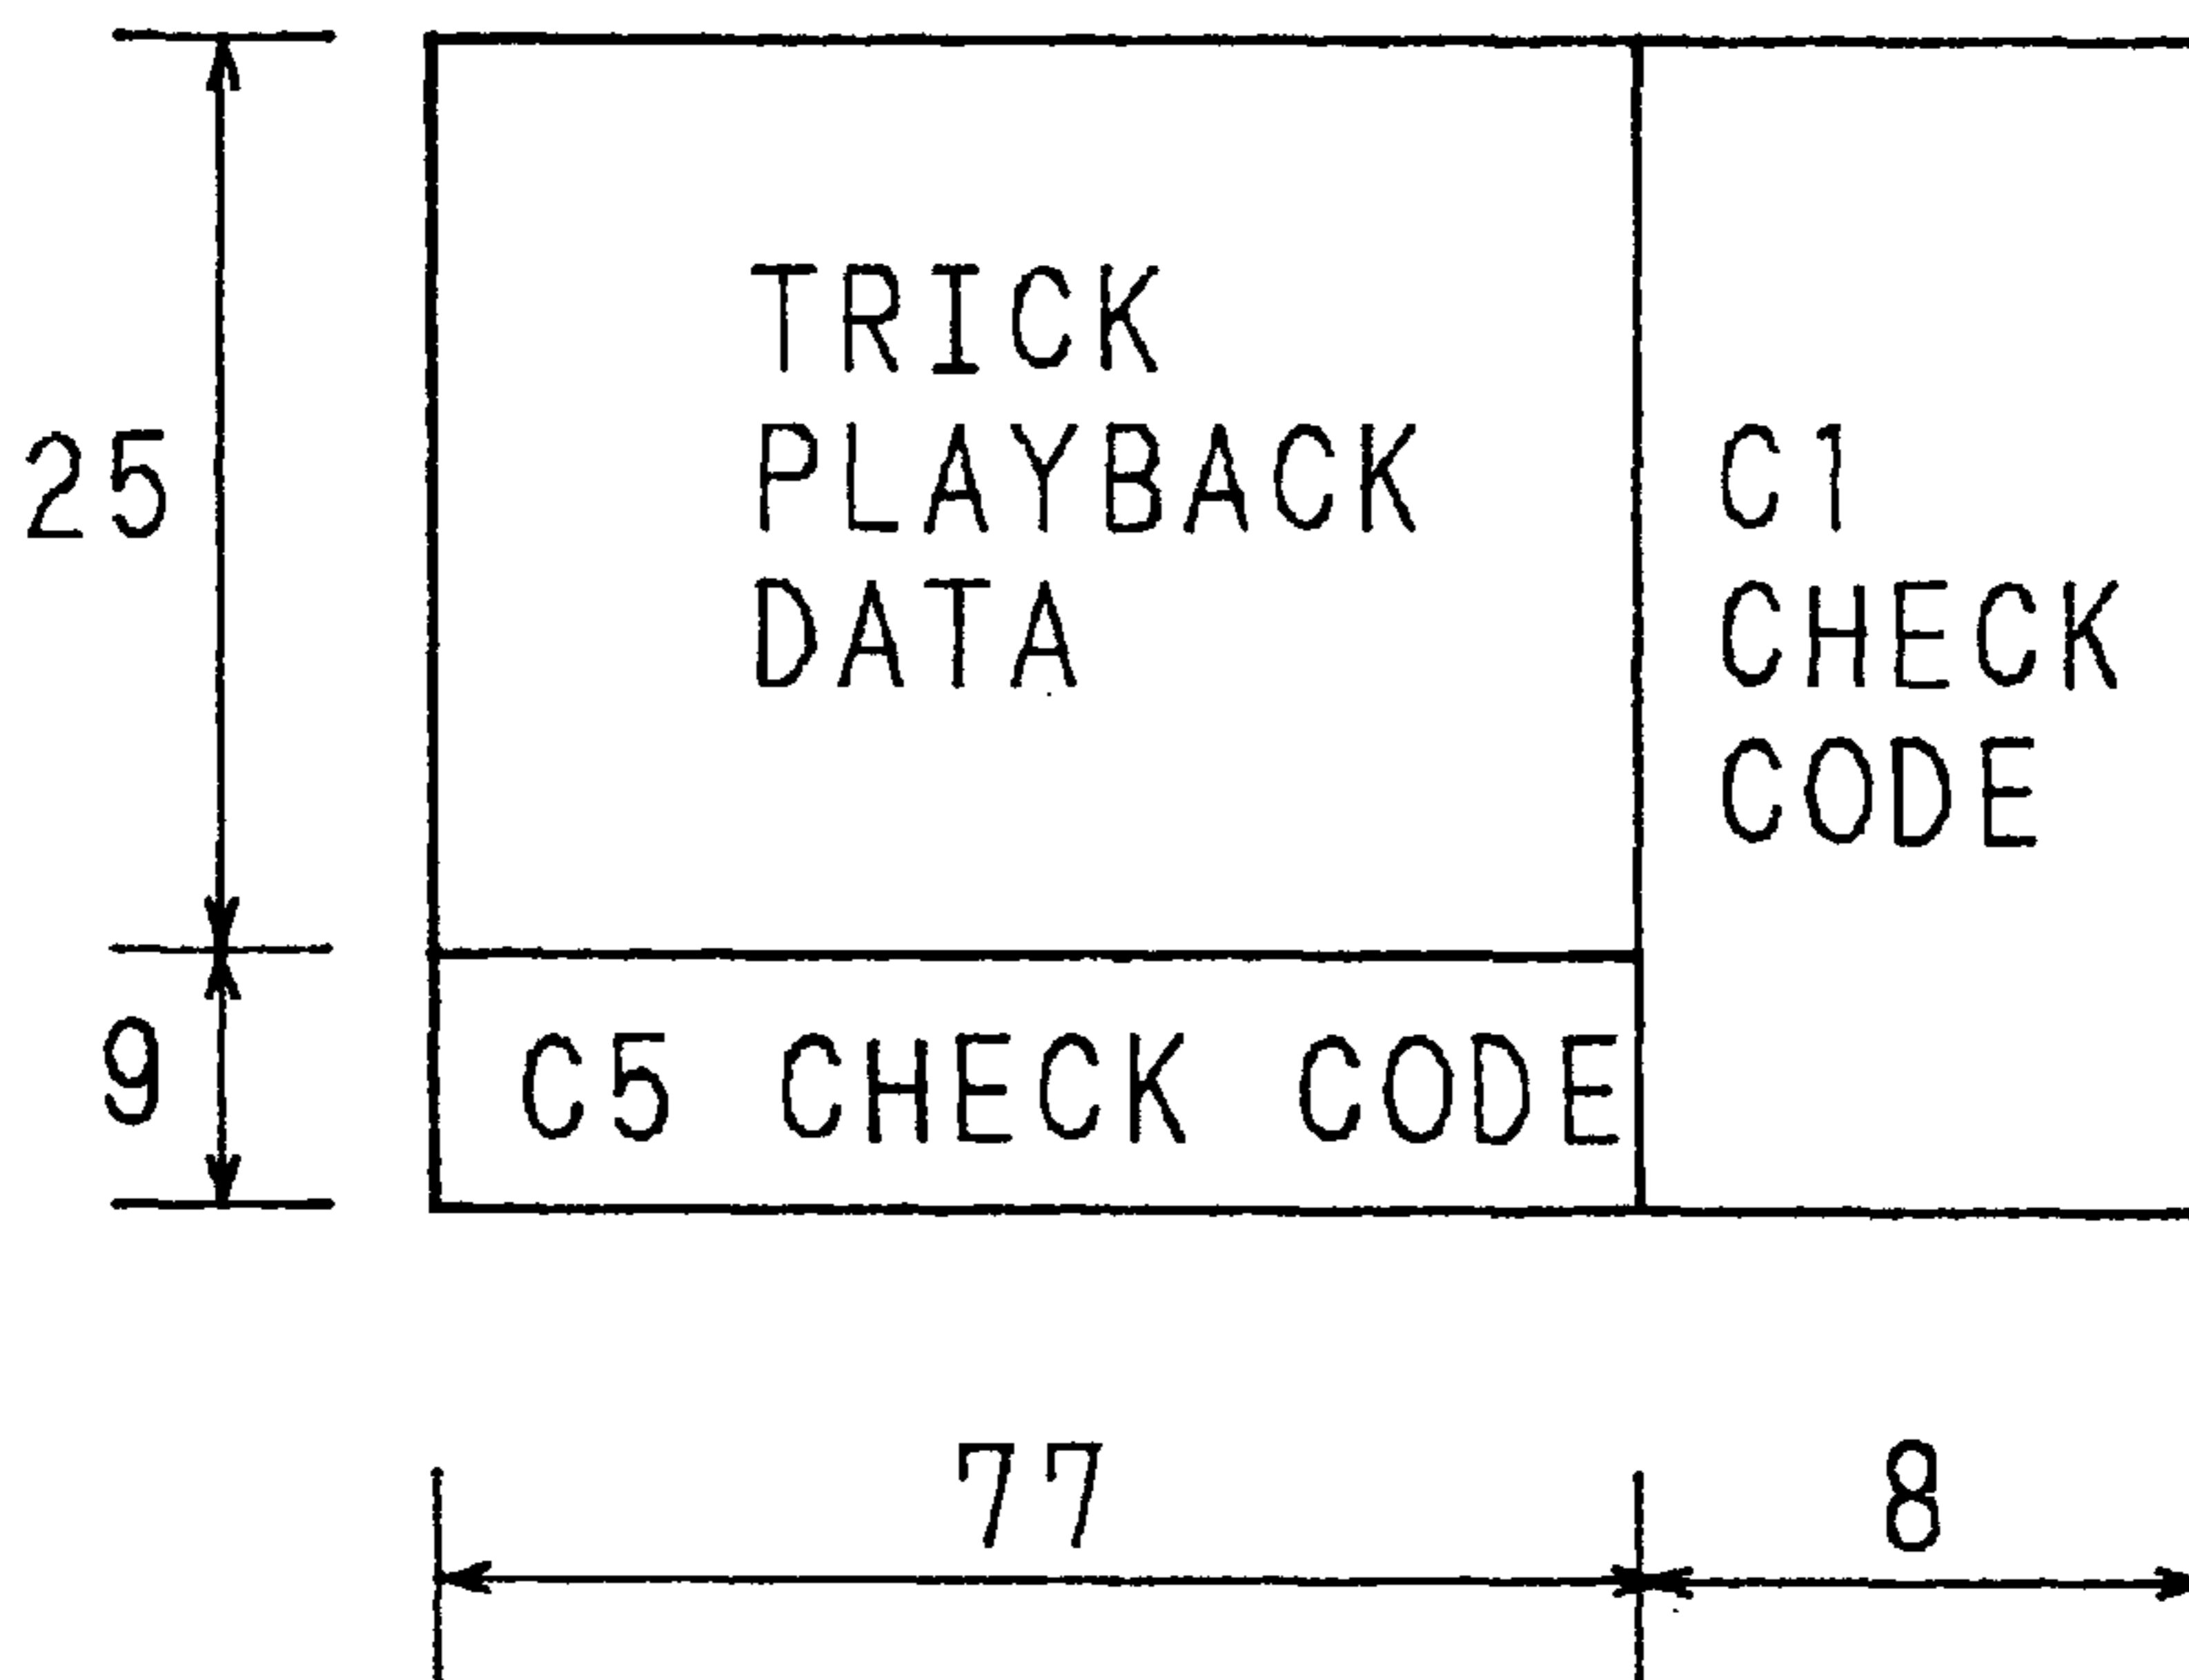 TRICK
PLAYBACK
DATA
25
C1
CHECK
CODE
9
C5 CHECK CODE
77
8